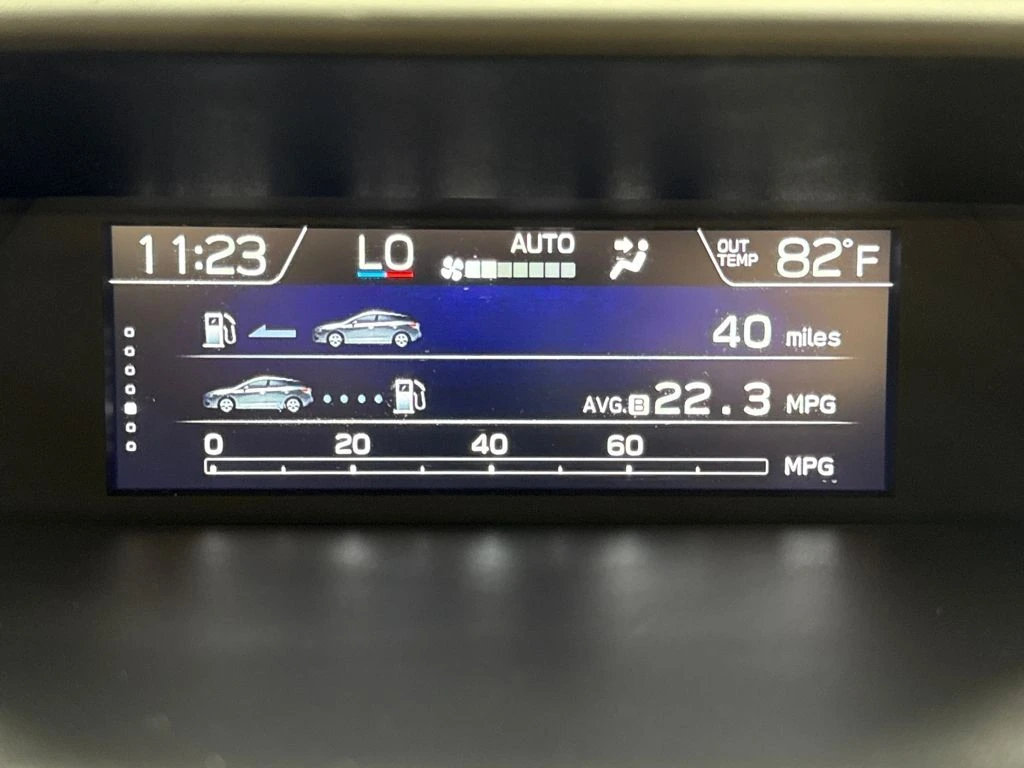 11:23 LO AUTO OUT TEMP 82°F
40 miles
AVG. B 22.3 MPG
0 20 40 60
MPG